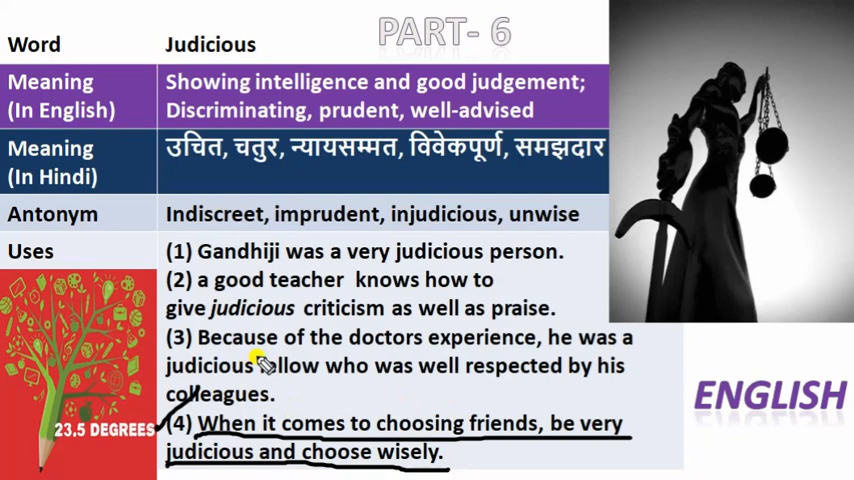 PART- 6
Word Judicious
Meaning Showing intelligence and good judgement;
(In English) Discriminating, prudent, well-advised
Meaning उचित, चतुर, न्यायसम्मत, विवेकपूर्ण, समझदार
(In Hindi)
Antonym Indiscreet, imprudent, injudicious, unwise
Uses (1) Gandhiji was a very judicious person.
(2) a good teacher knows how to
give judicious criticism as well as praise.
(3) Because of the doctors experience, he was a
judicious fellow who was well respected by his
colleagues.
(4) When it comes to choosing friends, be very
judicious and choose wisely.
23.5 DEGREES
ENGLISH